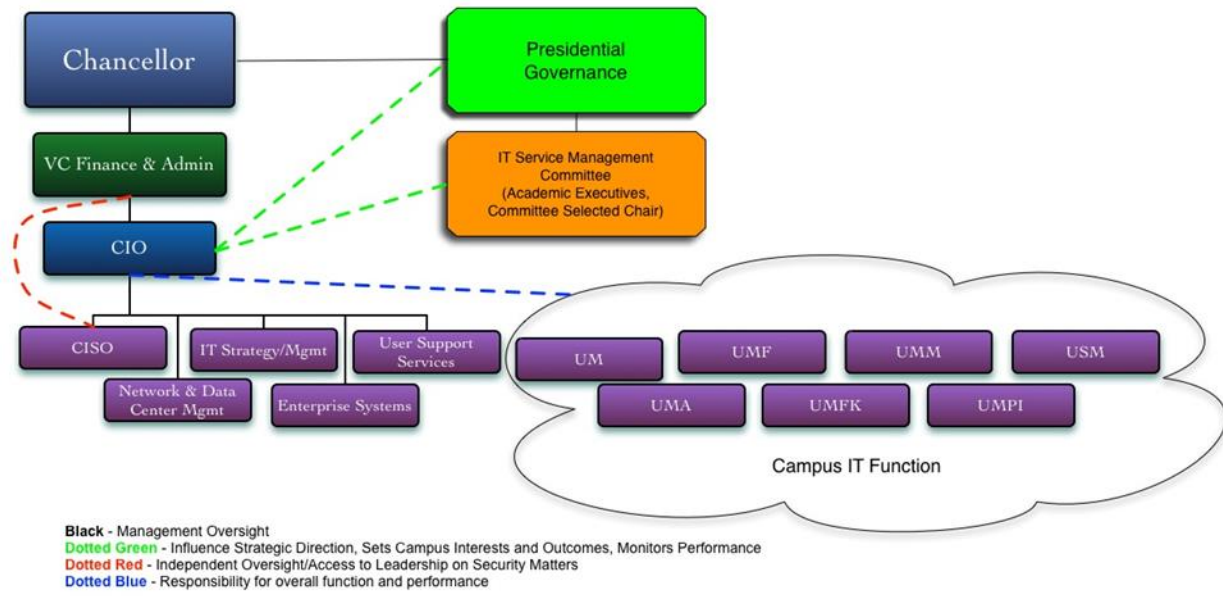 Chancellor
Presidential
Governance
VC Finance & Admin
IT Service Management
Committee
(Academic Executives,
Committee Selected Chair)
CIO
CISO
IT Strategy/Mgmt
User Support
Services
Network & Data
Center Mgmt
Enterprise Systems
UM
UMF
UMM
USM
UMA
UMFK
UMPI
Campus IT Function
Black - Management Oversight
Dotted Green - Influence Strategic Direction, Sets Campus Interests and Outcomes, Monitors Performance
Dotted Red - Independent Oversight/Access to Leadership on Security Matters
Dotted Blue - Responsibility for overall function and performance